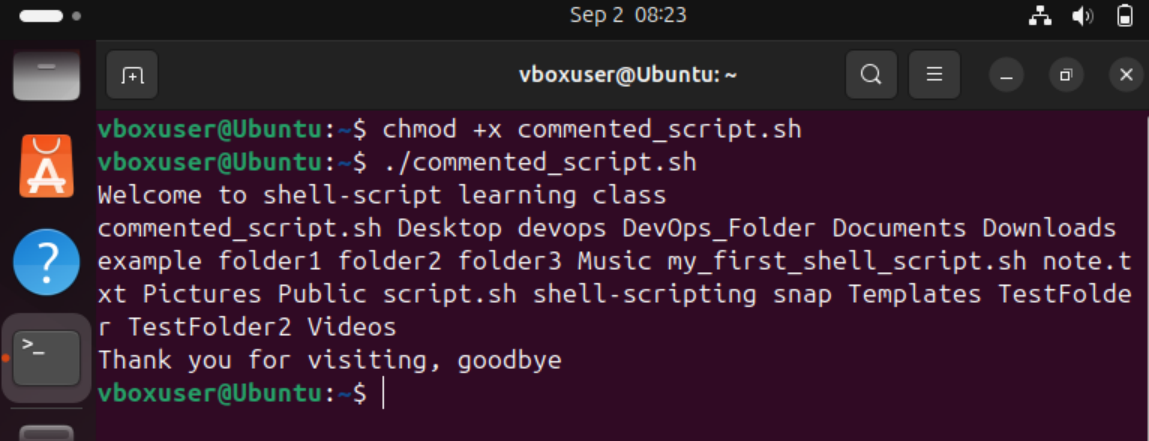 Sep 2 08:23
vboxuser@Ubuntu: ~
vboxuser@Ubuntu:~$ chmod +x commented_script.sh
vboxuser@Ubuntu:~$ ./commented_script.sh
Welcome to shell-script learning class
commented_script.sh Desktop devops DevOps_Folder Documents Downloads
example folder1 folder2 folder3 Music my_first_shell_script.sh note.t
xt Pictures Public script.sh shell-scripting snap Templates TestFolde
r TestFolder2 Videos
Thank you for visiting, goodbye
vboxuser@Ubuntu:~$